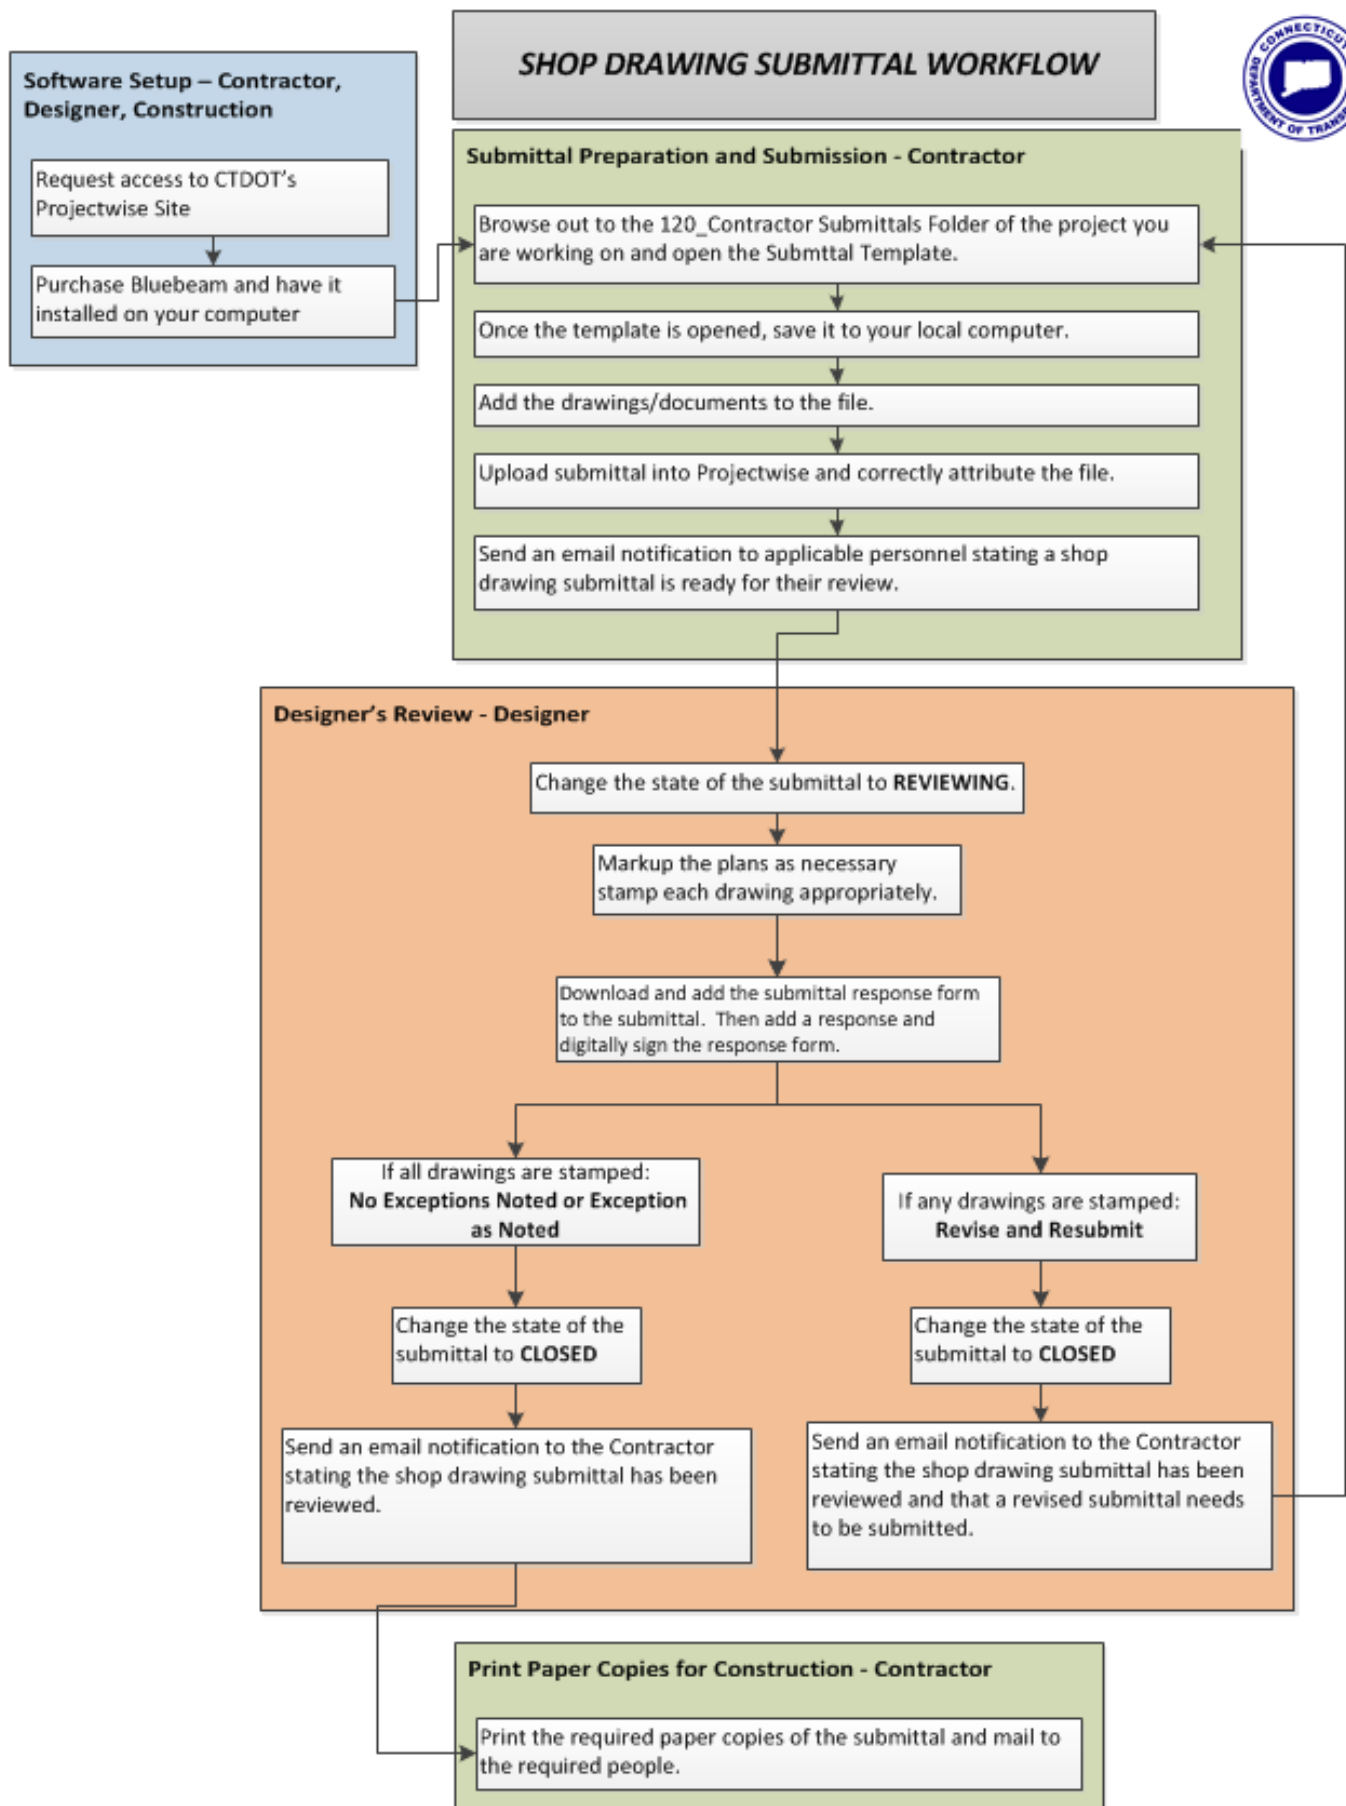 SHOP DRAWING SUBMITTAL WORKFLOW
CONNECTICUT
DEPARTMENT OF
Software Setup – Contractor,
Designer, Construction
Request access to CTDOT's
Projectwise Site
Purchase Bluebeam and have it
installed on your computer
Submittal Preparation and Submission - Contractor
Browse out to the 120_Contractor Submittals Folder of the project you
are working on and open the Submttal Template.
Once the template is opened, save it to your local computer.
Add the drawings/documents to the file.
Upload submittal into Projectwise and correctly attribute the file.
Send an email notification to applicable personnel stating a shop
drawing submittal is ready for their review.
Designer's Review - Designer
Change the state of the submittal to REVIEWING.
Markup the plans as necessary
stamp each drawing appropriately.
Download and add the submittal response form
to the submittal. Then add a response and
digitally sign the response form.
If all drawings are stamped:
No Exceptions Noted or Exception
as Noted
Change the state of the
submittal to CLOSED
Send an email notification to the Contractor
stating the shop drawing submittal has been
reviewed.
If any drawings are stamped:
Revise and Resubmit
Change the state of the
submittal to CLOSED
Send an email notification to the Contractor
stating the shop drawing submittal has been
reviewed and that a revised submittal needs
to be submitted.
Print Paper Copies for Construction - Contractor
Print the required paper copies of the submittal and mail to
the required people.